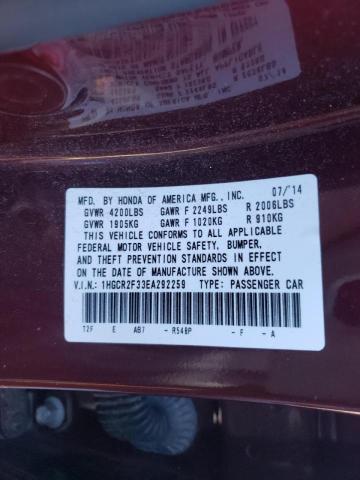 MFD. BY HONDA OF AMERICA MFG., INC. 07/14
GVWR 4200LBS GAWR F 2249LBS R 2006LBS
GVWR 1905KG GAWR F 1020KG R 910KG
THIS VEHICLE CONFORMS TO ALL APPLICABLE
FEDERAL MOTOR VEHICLE SAFETY, BUMPER,
AND THEFT PREVENTION STANDARDS IN EFFECT
ON THE DATE OF MANUFACTURE SHOWN ABOVE.
V.I.N.: 1HGCR2F33EA292259 TYPE: PASSENGER CAR
12F E AB7 - R548P - F - A